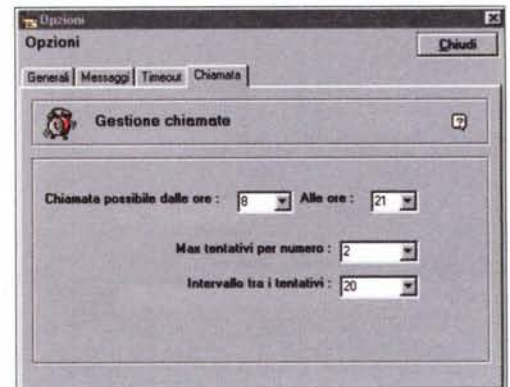 Opzioni
Opzioni
Chiudi
Generali Messaggi Timeout Chiamata
Gestione chiamate
Chiamata possibile dalle ore : 8 Alle ore : 21
Max tentativi per numero : 2
Intervallo tra i tentativi : 20